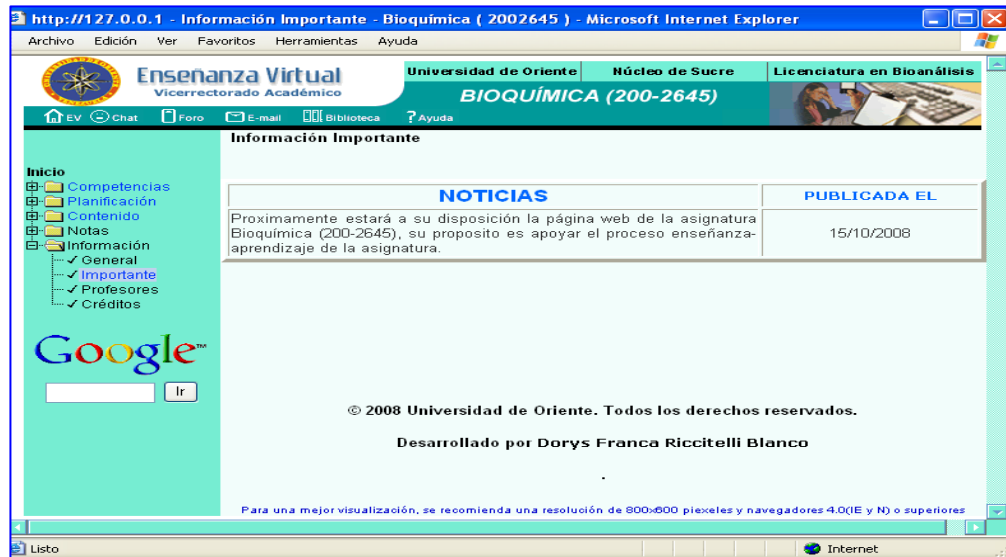 http://127.0.0.1 - Información Importante - Bioquímica ( 2002645 ) - Microsoft Internet Explorer
Archivo Edición Ver Favoritos Herramientas Ayuda
Enseñanza Virtual
Vicerrectorado Académico
Universidad de Oriente Núcleo de Sucre Licenciatura en Bioanálisis
BIOQUÍMICA (200-2645)
EV Chat Foro E-mail Biblioteca ? Ayuda
Información Importante
Inicio
Competencias
Planificación
Contenido
Notas
Información
General
Importante
Profesores
Créditos
Google™
Ir
NOTICIAS PUBLICADA EL
Proximamente estará a su disposición la página web de la asignatura
Bioquímica (200-2645), su proposito es apoyar el proceso enseñanza-
aprendizaje de la asignatura.
15/10/2008
© 2008 Universidad de Oriente. Todos los derechos reservados.
Desarrollado por Dorys Franca Riccitelli Blanco
.
Para una mejor visualización, se recomienda una resolución de 800x600 piexeles y navegadores 4.0(IE y N) o superiores
Listo Internet